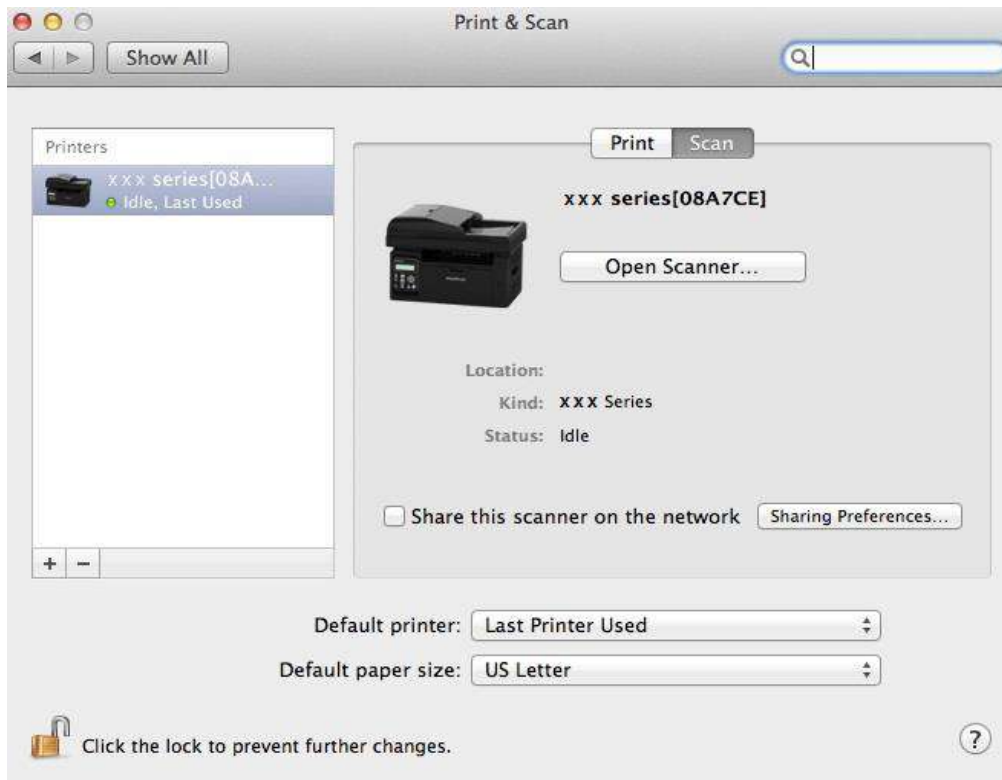 Print & Scan
Show All
Printers
xxx series[08A...
Idle, Last Used
Print Scan
xxx series[08A7CE]
Open Scanner...
Location:
Kind: xxx Series
Status: Idle
Share this scanner on the network Sharing Preferences...
+ −
Default printer: Last Printer Used
Default paper size: US Letter
Click the lock to prevent further changes. ?